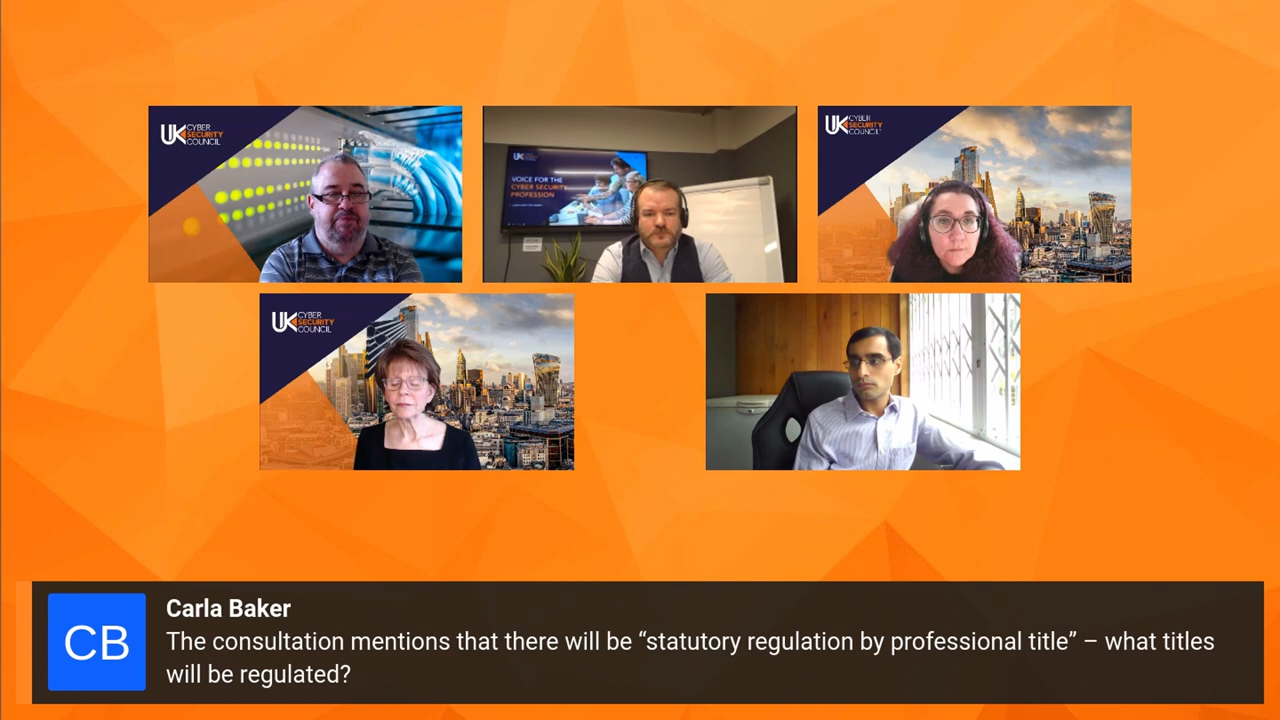 UK CYBER
SECURITY
COUNCIL
UK
VOICE FOR THE
CYBER SECURITY
PROFESSION
UK CYBER
SECURITY
COUNCIL
UK CYBER
SECURITY
COUNCIL
CB
Carla Baker
The consultation mentions that there will be “statutory regulation by professional title” – what titles
will be regulated?